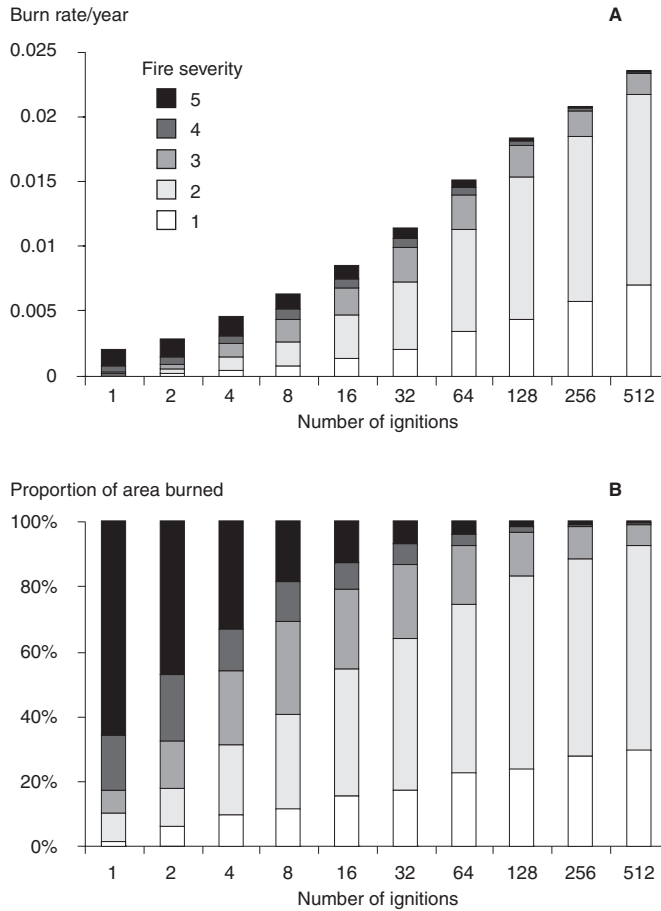 Burn rate/year A
0.025
Fire severity
5
0.02
4
3
0.015
2
1
0.01
0.005
0
1 2 4 8 16 32 64 128 256 512
Number of ignitions
Proportion of area burned B
100%
80%
60%
40%
20%
0%
1 2 4 8 16 32 64 128 256 512
Number of ignitions